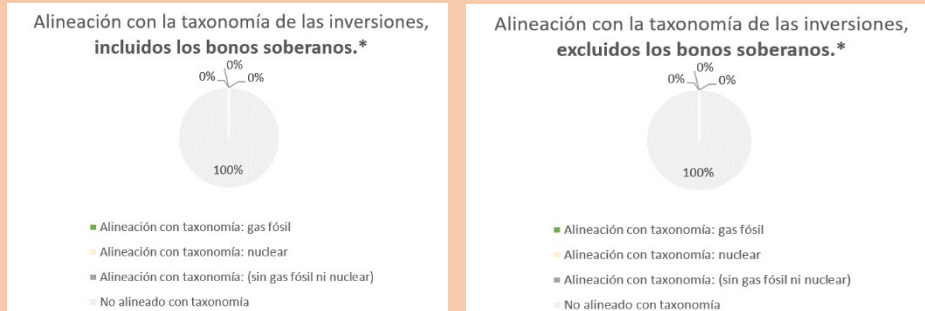 Alineación con la taxonomía de las inversiones,
incluidos los bonos soberanos.*
0%
0%
0%
100%
Alineación con taxonomía: gas fósil
Alineación con taxonomía: nuclear
Alineación con taxonomía: (sin gas fósil ni nuclear)
No alineado con taxonomía
Alineación con la taxonomía de las inversiones,
excluidos los bonos soberanos.*
0%
0%
0%
100%
Alineación con taxonomía: gas fósil
Alineación con taxonomía: nuclear
Alineación con taxonomía: (sin gas fósil ni nuclear)
No alineado con taxonomía